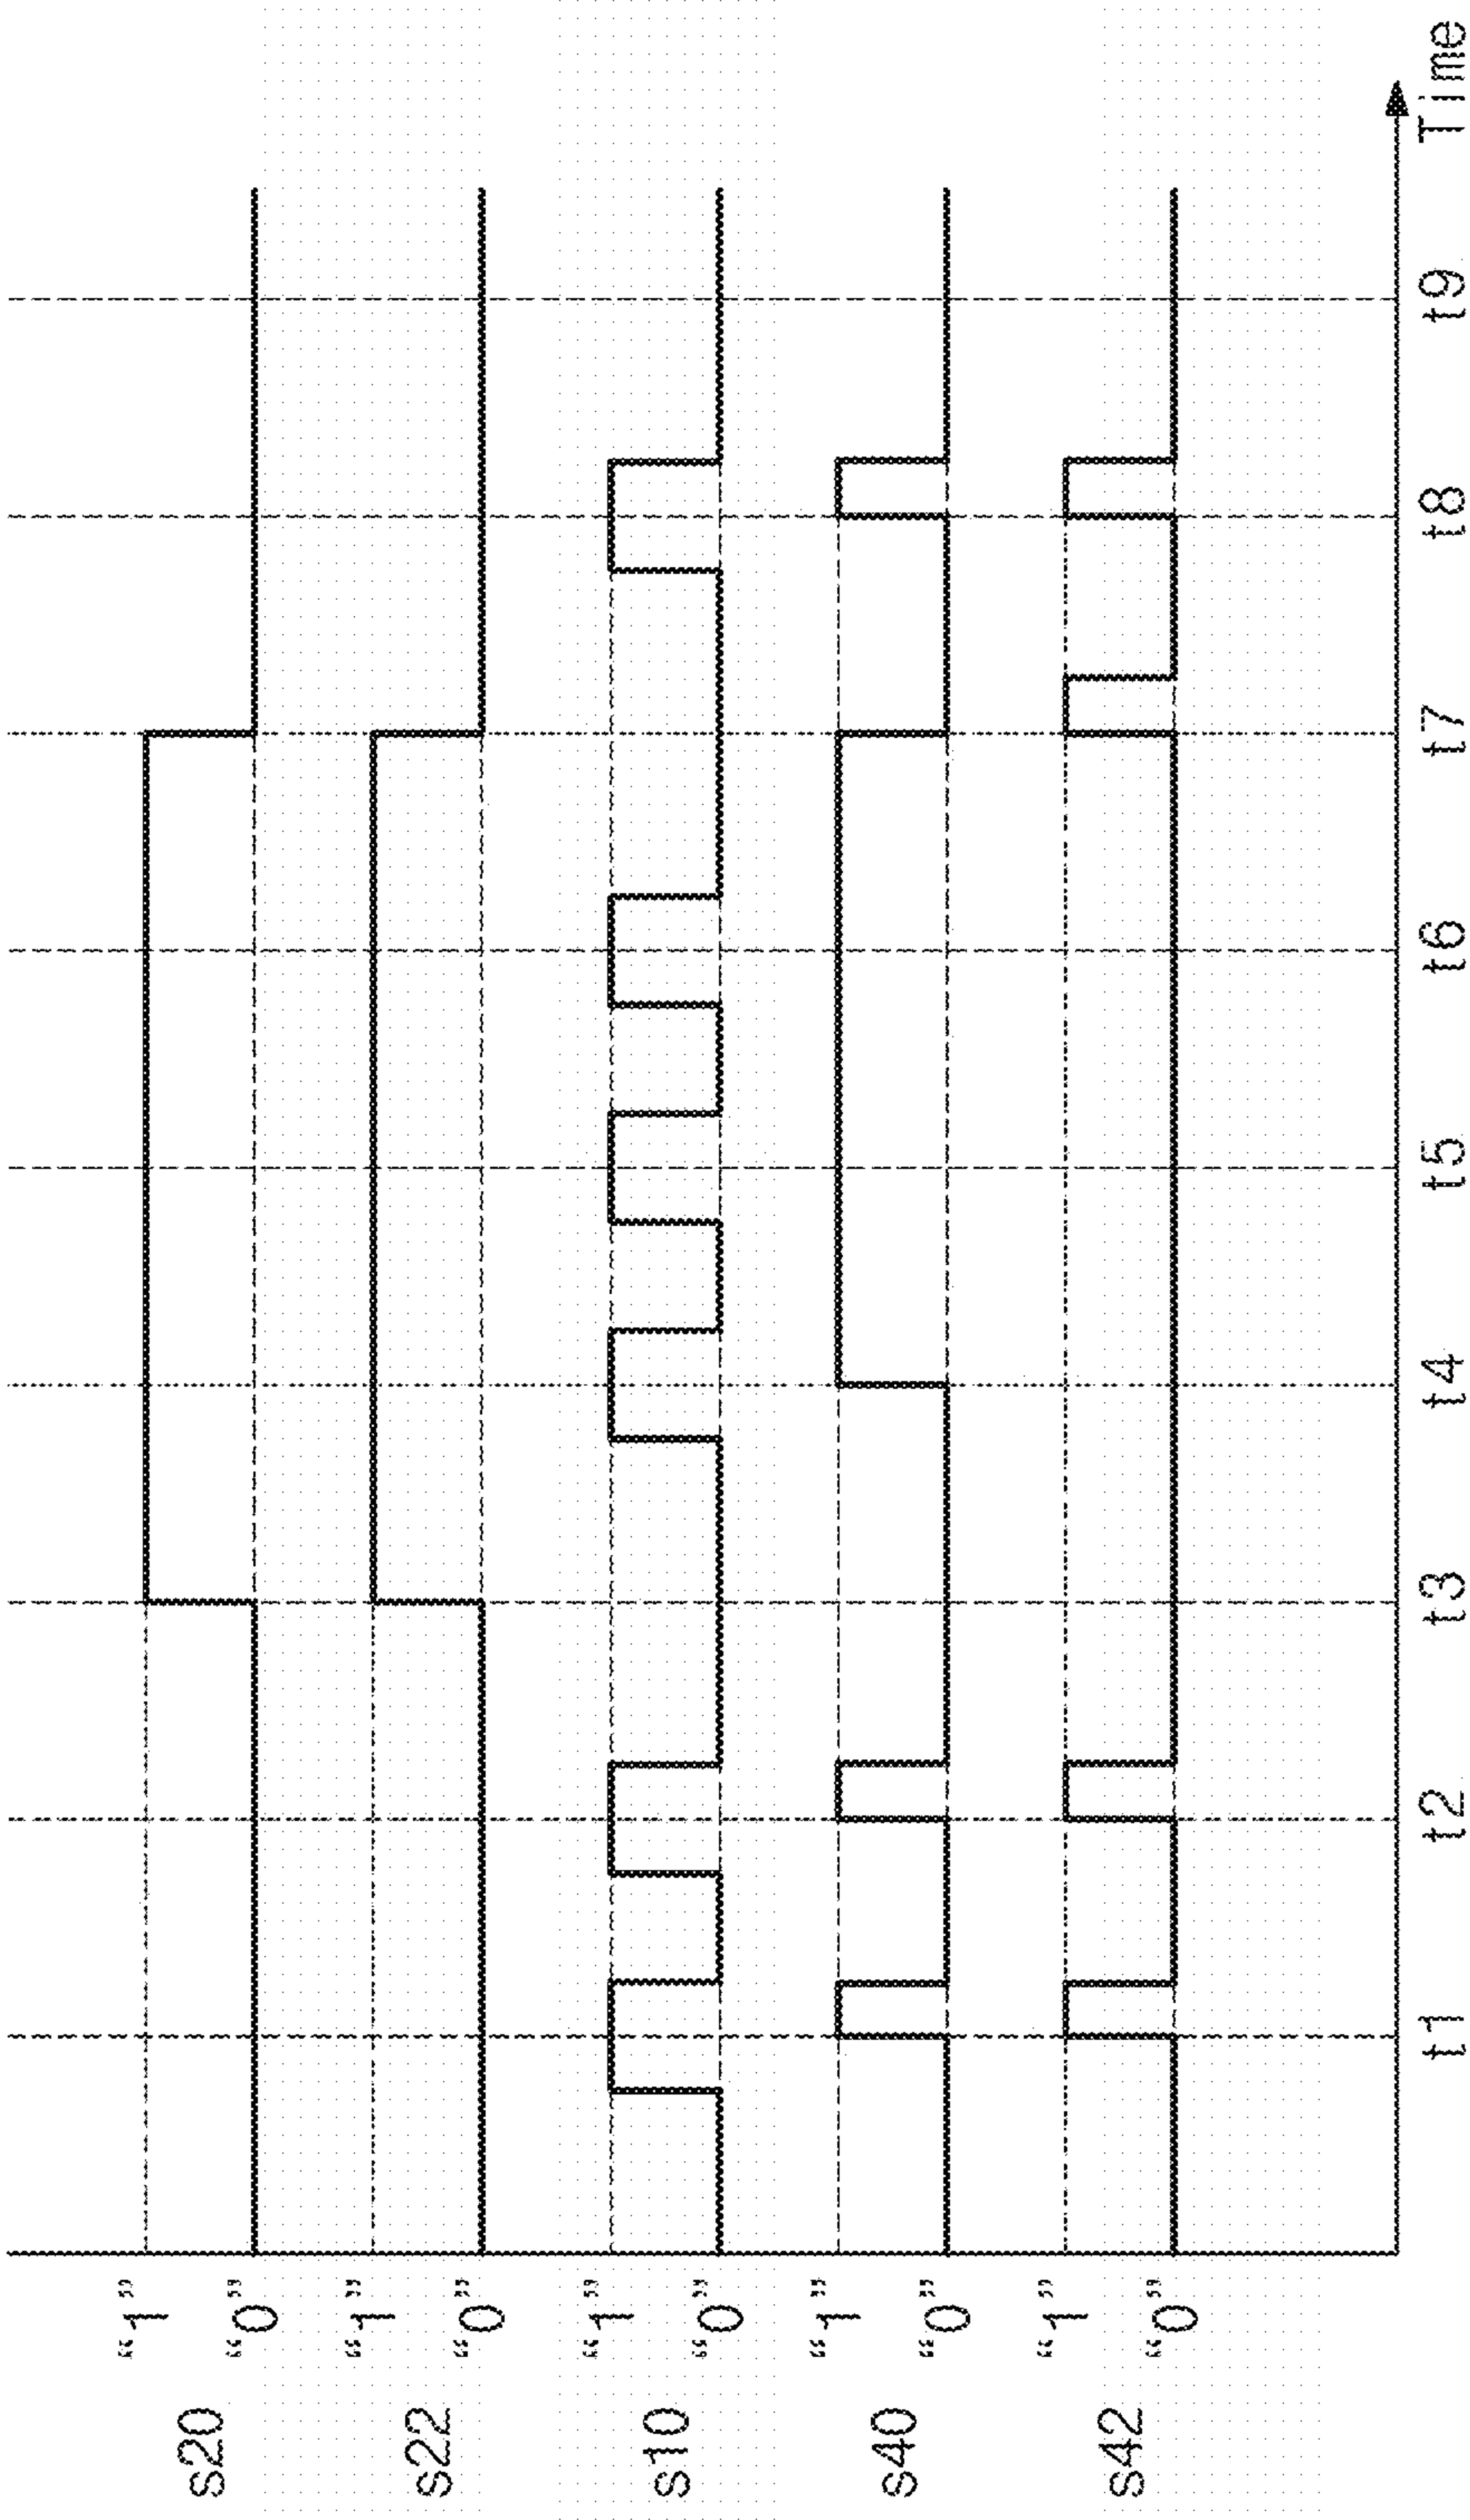 s20
“1”
“0”
s22
“1”
“0”
s10
“1”
“0”
s40
“1”
“0”
s42
“1”
“0”
t1 t2 t3 t4 t5 t6 t7 t8 t9 Time